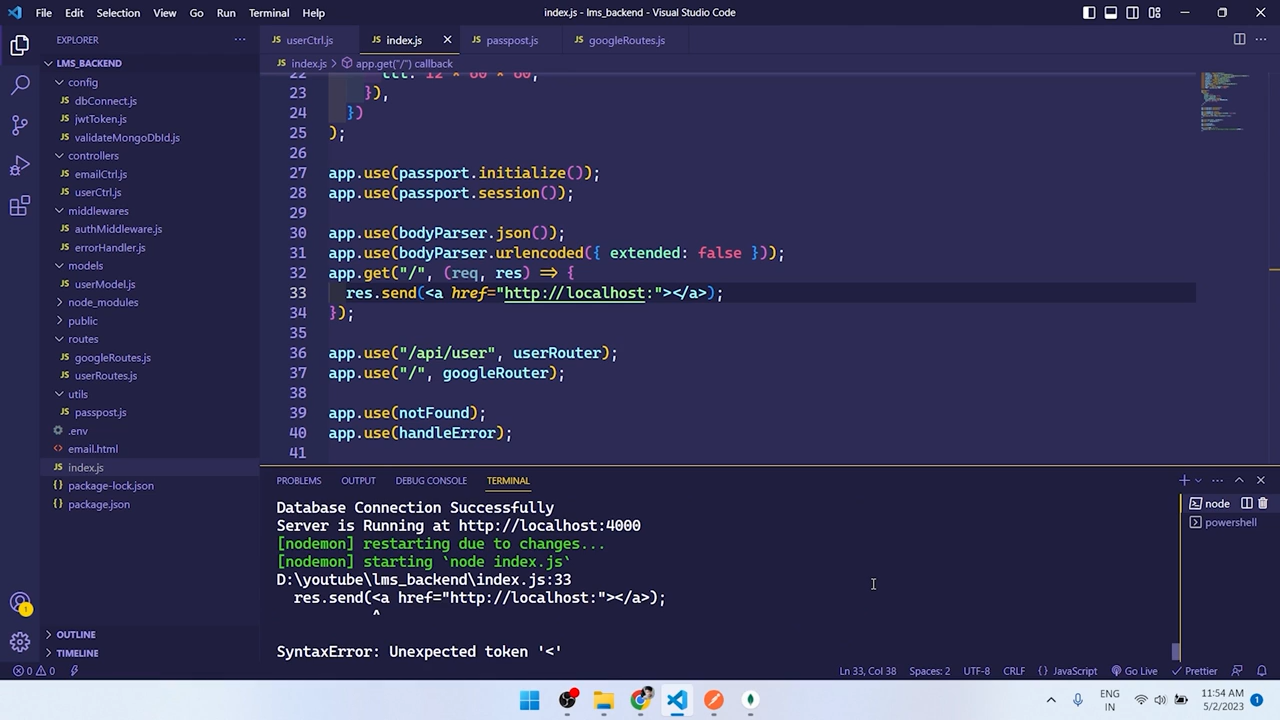 File Edit Selection View Go Run Terminal Help
index.js - lms_backend - Visual Studio Code
EXPLORER
LMS_BACKEND
config
dbConnect.js
jwtToken.js
validateMongoDbId.js
controllers
emailCtrl.js
userCtrl.js
middlewares
authMiddleware.js
errorHandler.js
models
userModel.js
node_modules
public
routes
googleRoutes.js
userRoutes.js
utils
passpost.js
.env
email.html
index.js
package-lock.json
package.json
OUTLINE
TIMELINE
userCtrl.js index.js passpost.js googleRoutes.js
index.js > app.get("/") callback
22 ttl: 12 * 60 * 60,
23 }),
24 })
25 );
26
27 app.use(passport.initialize());
28 app.use(passport.session());
29
30 app.use(bodyParser.json());
31 app.use(bodyParser.urlencoded({ extended: false }));
32 app.get("/", (req, res) => {
33 res.send(<a href="http://localhost:"></a>);
34 });
35
36 app.use("/api/user", userRouter);
37 app.use("/", googleRouter);
38
39 app.use(notFound);
40 app.use(handleError);
41
PROBLEMS OUTPUT DEBUG CONSOLE TERMINAL
node
powershell
Database Connection Successfully
Server is Running at http://localhost:4000
[nodemon] restarting due to changes...
[nodemon] starting `node index.js`
D:\youtube\lms_backend\index.js:33
res.send(<a href="http://localhost:"></a>);
^
SyntaxError: Unexpected token '<'
0 0 Ln 33, Col 38 Spaces: 2 UTF-8 CRLF {} JavaScript Go Live Prettier
ENG
IN
11:54 AM
5/2/2023
1